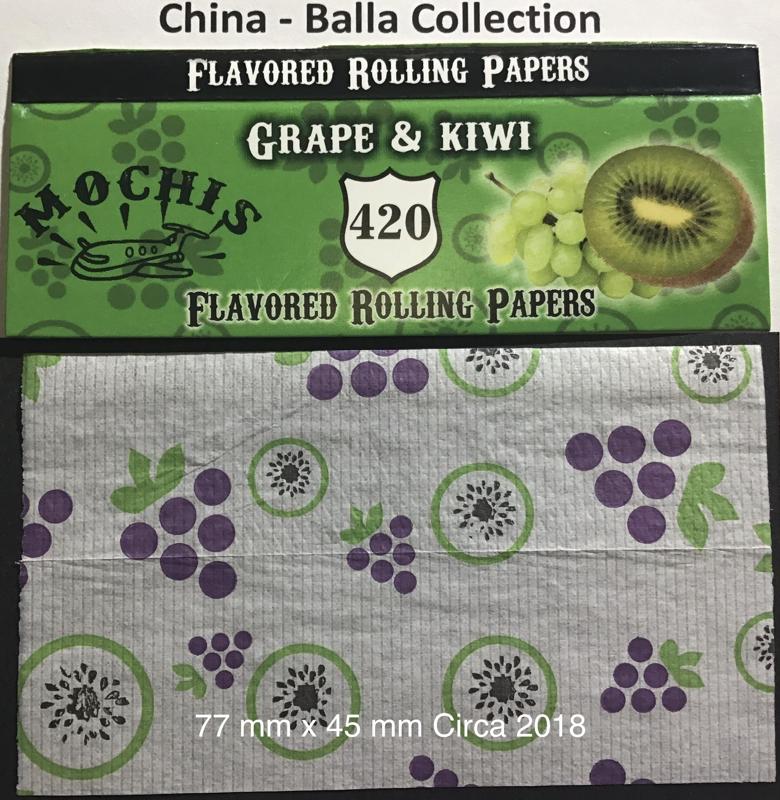 China - Balla Collection
FLAVORED ROLLING PAPERS
GRAPE & KIWI
MOCHIS
420
FLAVORED ROLLING PAPERS
77 mm x 45 mm Circa 2018